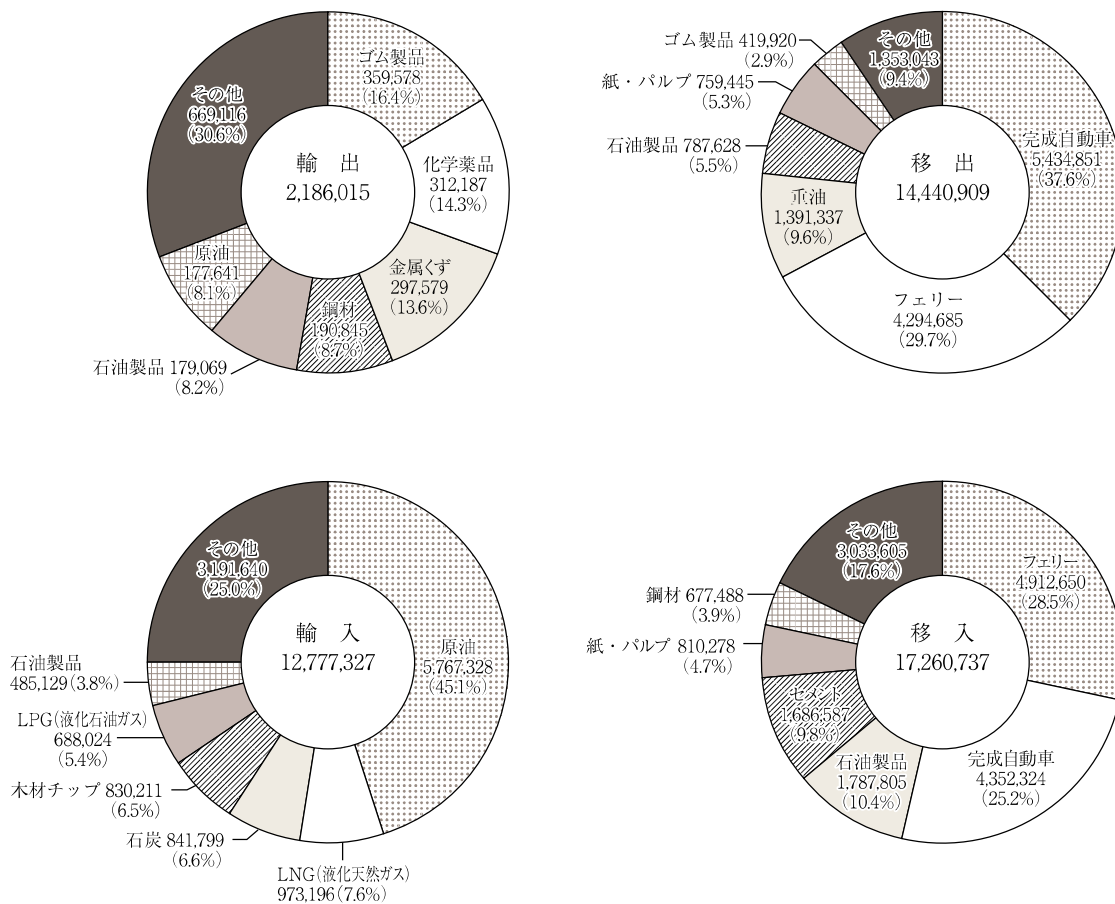 輸 出
2,186,015
ゴム製品
359,578
(16.4%)
化学薬品
312,187
(14.3%)
金属くず
297,579
(13.6%)
鋼材
190,845
(8.7%)
石油製品 179,069
(8.2%)
原油
177,641
(8.1%)
その他
669,116
(30.6%)
移 出
14,440,909
完成自動車
5,434,851
(37.6%)
フェリー
4,294,685
(29.7%)
重油
1,391,337
(9.6%)
石油製品 787,628
(5.5%)
紙・パルプ 759,445
(5.3%)
ゴム製品 419,920
(2.9%)
その他
1,353,043
(9.4%)
輸 入
12,777,327
原油
5,767,328
(45.1%)
LNG(液化天然ガス)
973,196(7.6%)
石炭 841,799
(6.6%)
木材チップ 830,211
(6.5%)
LPG(液化石油ガス)
688,024
(5.4%)
石油製品
485,129(3.8%)
その他
3,191,640
(25.0%)
移 入
17,260,737
フェリー
4,912,650
(28.5%)
完成自動車
4,352,324
(25.2%)
石油製品
1,787,805
(10.4%)
セメント
1,686,587
(9.8%)
紙・パルプ 810,278
(4.7%)
鋼材 677,488
(3.9%)
その他
3,033,605
(17.6%)